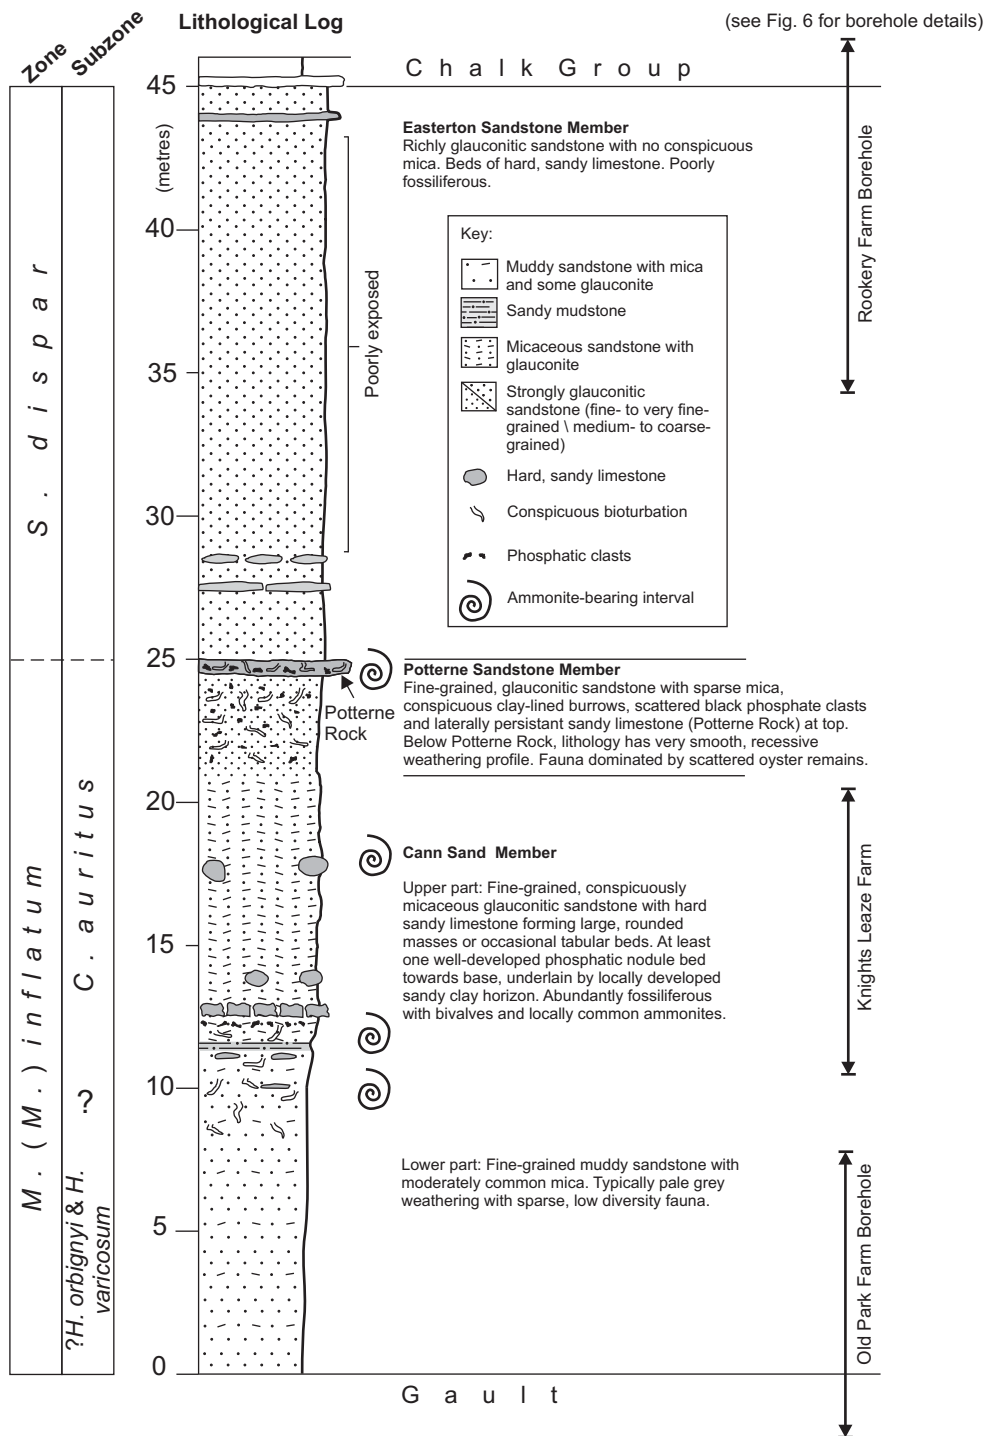 Zone
Subzone
Lithological Log
(see Fig. 6 for borehole details)
Chalk Group
45
(metres)
40
35
30
25
20
15
10
5
0
S. dispar
M. (M.) inflatum
C. auritus
?
?H. orbignyi & H.
varicosum
Poorly exposed
Easterton Sandstone Member
Richly glauconitic sandstone with no conspicuous
mica. Beds of hard, sandy limestone. Poorly
fossiliferous.
Key:
Muddy sandstone with mica
and some glauconite
Sandy mudstone
Micaceous sandstone with
glauconite
Strongly glauconitic
sandstone (fine- to very fine-
grained \ medium- to coarse-
grained)
Hard, sandy limestone
Conspicuous bioturbation
Phosphatic clasts
Ammonite-bearing interval
Potterne
Rock
Potterne Sandstone Member
Fine-grained, glauconitic sandstone with sparse mica,
conspicuous clay-lined burrows, scattered black phosphate clasts
and laterally persistant sandy limestone (Potterne Rock) at top.
Below Potterne Rock, lithology has very smooth, recessive
weathering profile. Fauna dominated by scattered oyster remains.
Cann Sand Member
Upper part: Fine-grained, conspicuously
micaceous glauconitic sandstone with hard
sandy limestone forming large, rounded
masses or occasional tabular beds. At least
one well-developed phosphatic nodule bed
towards base, underlain by locally developed
sandy clay horizon. Abundantly fossiliferous
with bivalves and locally common ammonites.
Lower part: Fine-grained muddy sandstone with
moderately common mica. Typically pale grey
weathering with sparse, low diversity fauna.
Gault
Rookery Farm Borehole
Knights Leaze Farm
Old Park Farm Borehole